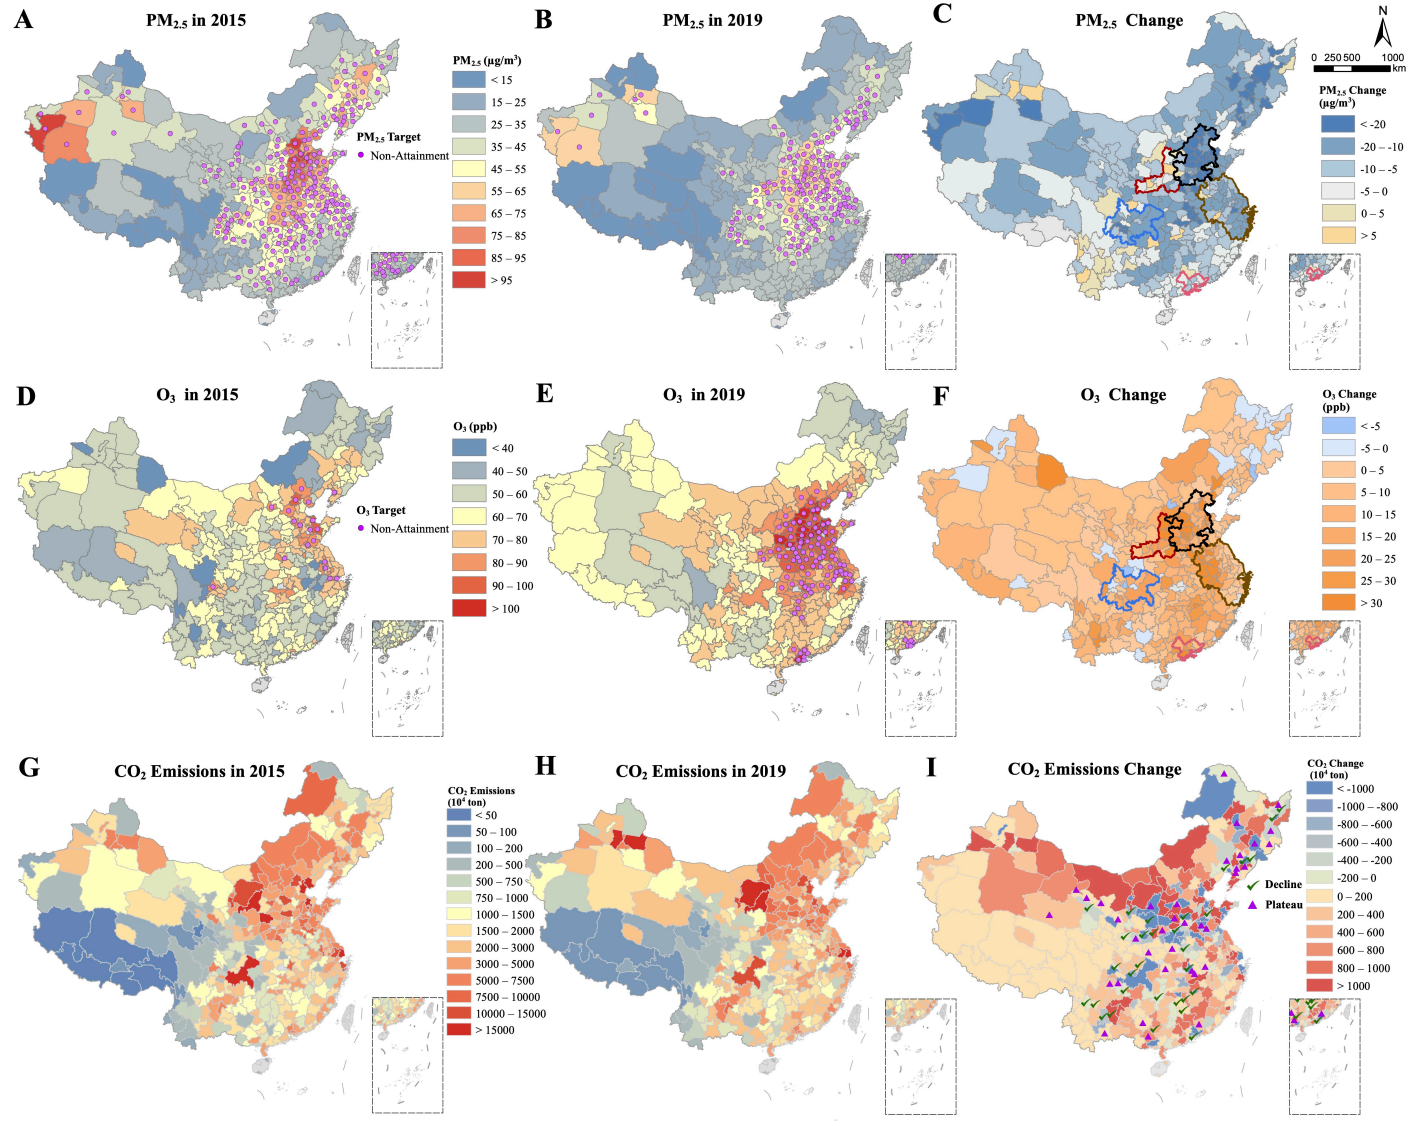 A
PM2.5 in 2015
PM2.5 (µg/m3)
< 15
15 – 25
25 – 35
35 – 45
45 – 55
55 – 65
65 – 75
75 – 85
85 – 95
> 95
PM2.5 Target
Non-Attainment
B
PM2.5 in 2019
C
PM2.5 Change
N
0 250 500 1000
km
PM2.5 Change
(µg/m3)
< -20
-20 – -10
-10 – -5
-5 – 0
0 – 5
> 5
D
O3 in 2015
O3 (ppb)
< 40
40 – 50
50 – 60
60 – 70
70 – 80
80 – 90
90 – 100
> 100
O3 Target
Non-Attainment
E
O3 in 2019
F
O3 Change
O3 Change
(ppb)
< -5
-5 – 0
0 – 5
5 – 10
10 – 15
15 – 20
20 – 25
25 – 30
> 30
G
CO2 Emissions in 2015
CO2 Emissions
(104 ton)
< 50
50 – 100
100 – 200
200 – 500
500 – 750
750 – 1000
1000 – 1500
1500 – 2000
2000 – 3000
3000 – 5000
5000 – 7500
7500 – 10000
10000 – 15000
> 15000
H
CO2 Emissions in 2019
I
CO2 Emissions Change
CO2 Change
(104 ton)
< -1000
-1000 – -800
-800 – -600
-600 – -400
-400 – -200
-200 – 0
0 – 200
200 – 400
400 – 600
600 – 800
800 – 1000
> 1000
Decline
Plateau